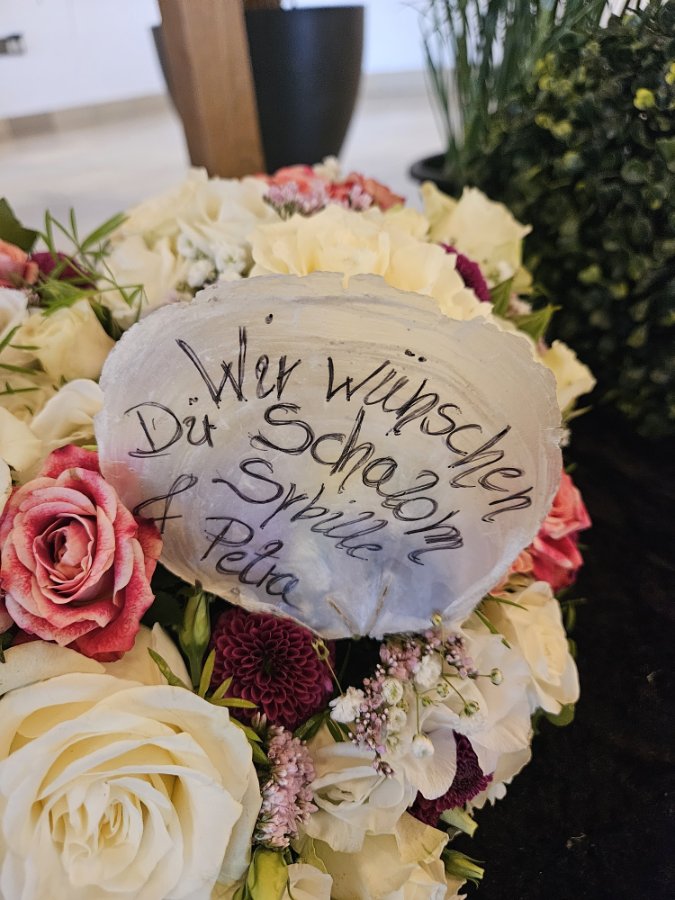 Wir wünschen
Dir Schalom
Sybille
& Petra